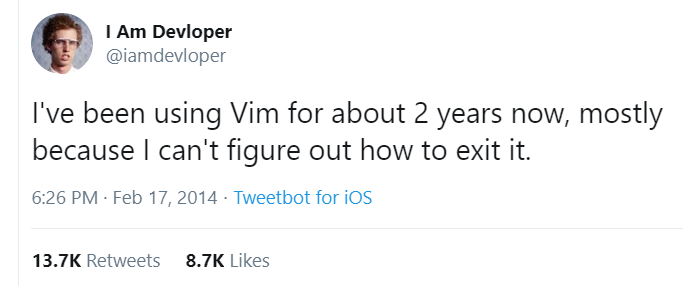 I Am Devloper
@iamdevloper
I've been using Vim for about 2 years now, mostly
because I can't figure out how to exit it.
6:26 PM · Feb 17, 2014 · Tweetbot for iOS
13.7K Retweets 8.7K Likes